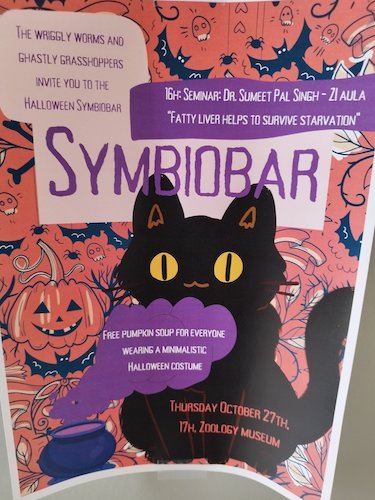 The wriggly worms and
ghastly grasshoppers
invite you to the
Halloween Symbiobar
16h: Seminar: Dr. Sumeet Pal Singh - ZI aula
"Fatty liver helps to survive starvation"
Symbiobar
Free pumpkin soup for everyone
wearing a minimalistic
Halloween costume
Thursday October 27th,
17h, Zoology museum